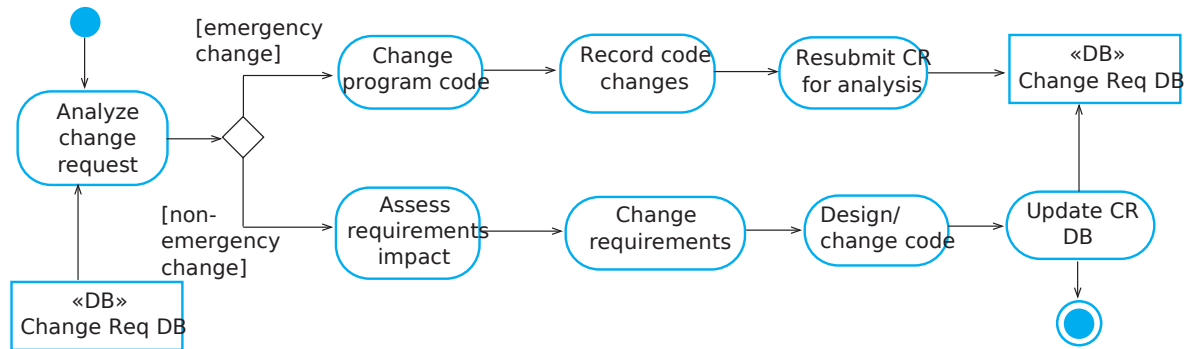 [emergency
change]
Change
program code
Record code
changes
Resubmit CR
for analysis
«DB»
Change Req DB
Analyze
change
request
[non-
emergency
change]
Assess
requirements
impact
Change
requirements
Design/
change code
Update CR
DB
«DB»
Change Req DB